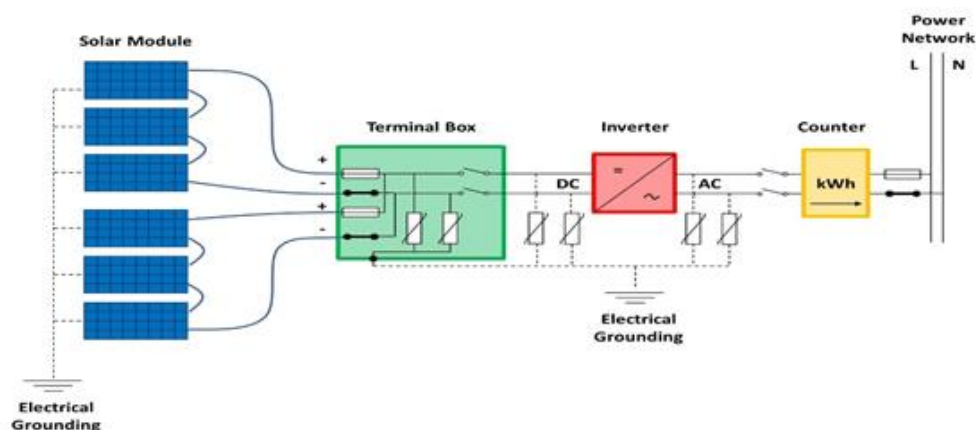 Power
Network
Solar Module
L N
Terminal Box
Inverter
Counter
+
-
+
-
=
~
DC
AC
kWh
Electrical
Grounding
Electrical
Grounding